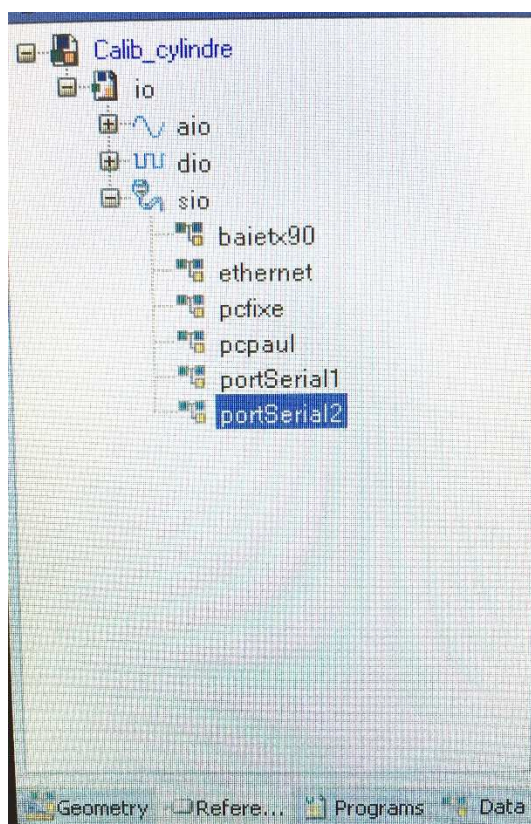 Calib_cylindre
io
aio
dio
sio
baietx90
ethernet
pcfixe
pcpaul
portSerial1
portSerial2
Geometry Refere... Programs Data